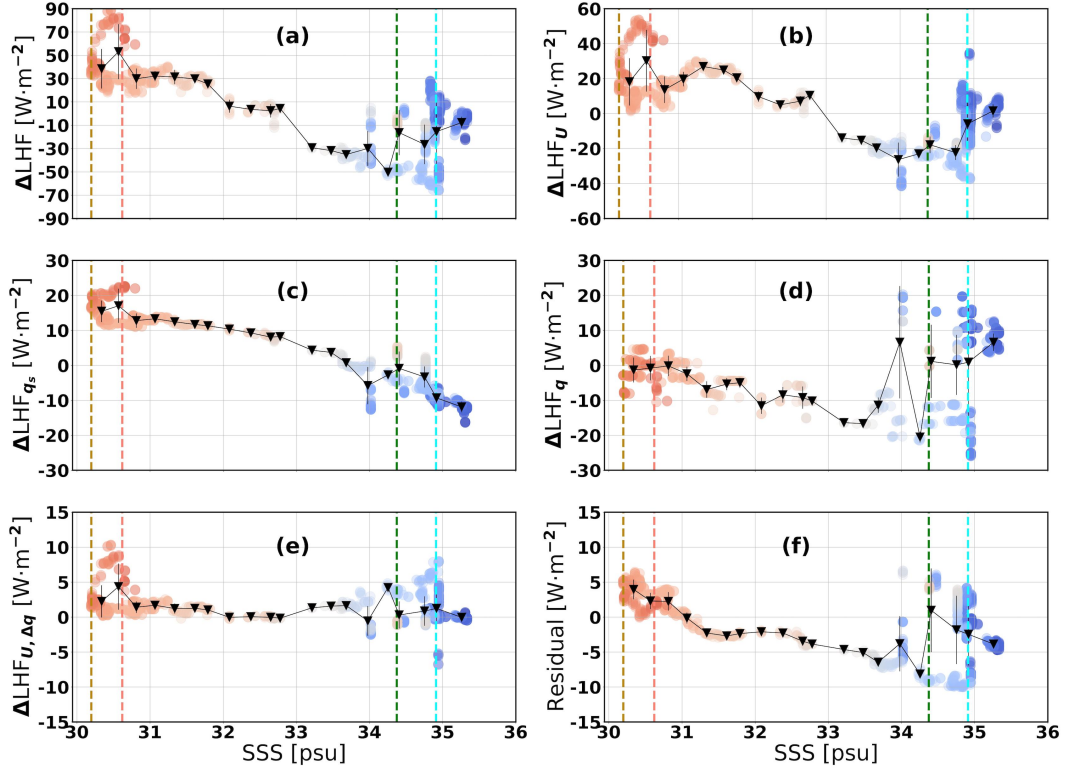 (a)
ΔLHF [W·m⁻²]
90
70
50
30
10
-10
-30
-50
-70
-90
(b)
ΔLHF_U [W·m⁻²]
60
40
20
0
-20
-40
-60
(c)
ΔLHF_qs [W·m⁻²]
30
20
10
0
-10
-20
-30
(d)
ΔLHF_q [W·m⁻²]
30
20
10
0
-10
-20
-30
(e)
ΔLHF_U, Δq [W·m⁻²]
15
10
5
0
-5
-10
-15
30 31 32 33 34 35 36
SSS [psu]
(f)
Residual [W·m⁻²]
15
10
5
0
-5
-10
-15
30 31 32 33 34 35 36
SSS [psu]